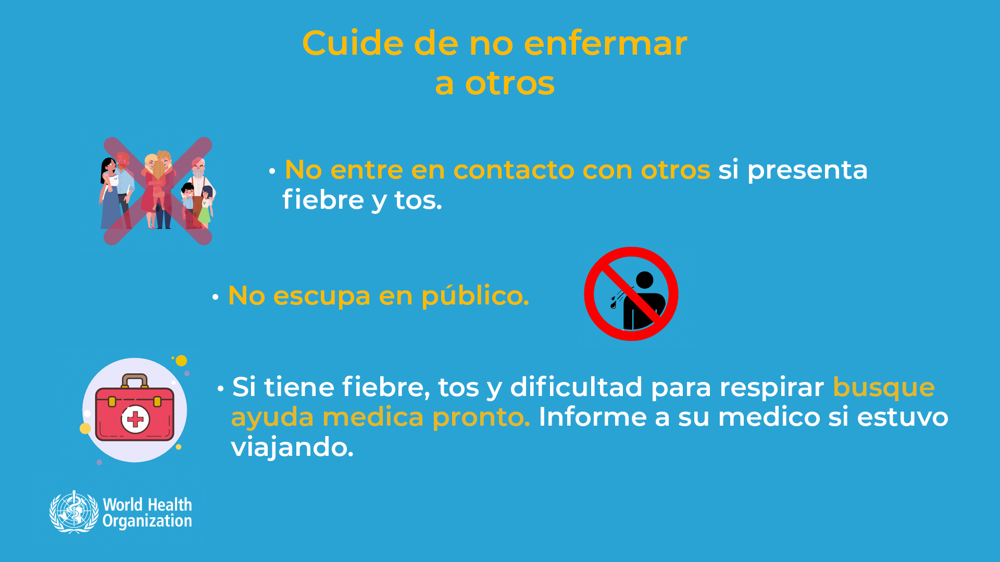 Cuide de no enfermar
a otros
• No entre en contacto con otros si presenta
fiebre y tos.
• No escupa en público.
• Si tiene fiebre, tos y dificultad para respirar busque
ayuda medica pronto. Informe a su medico si estuvo
viajando.
World Health
Organization